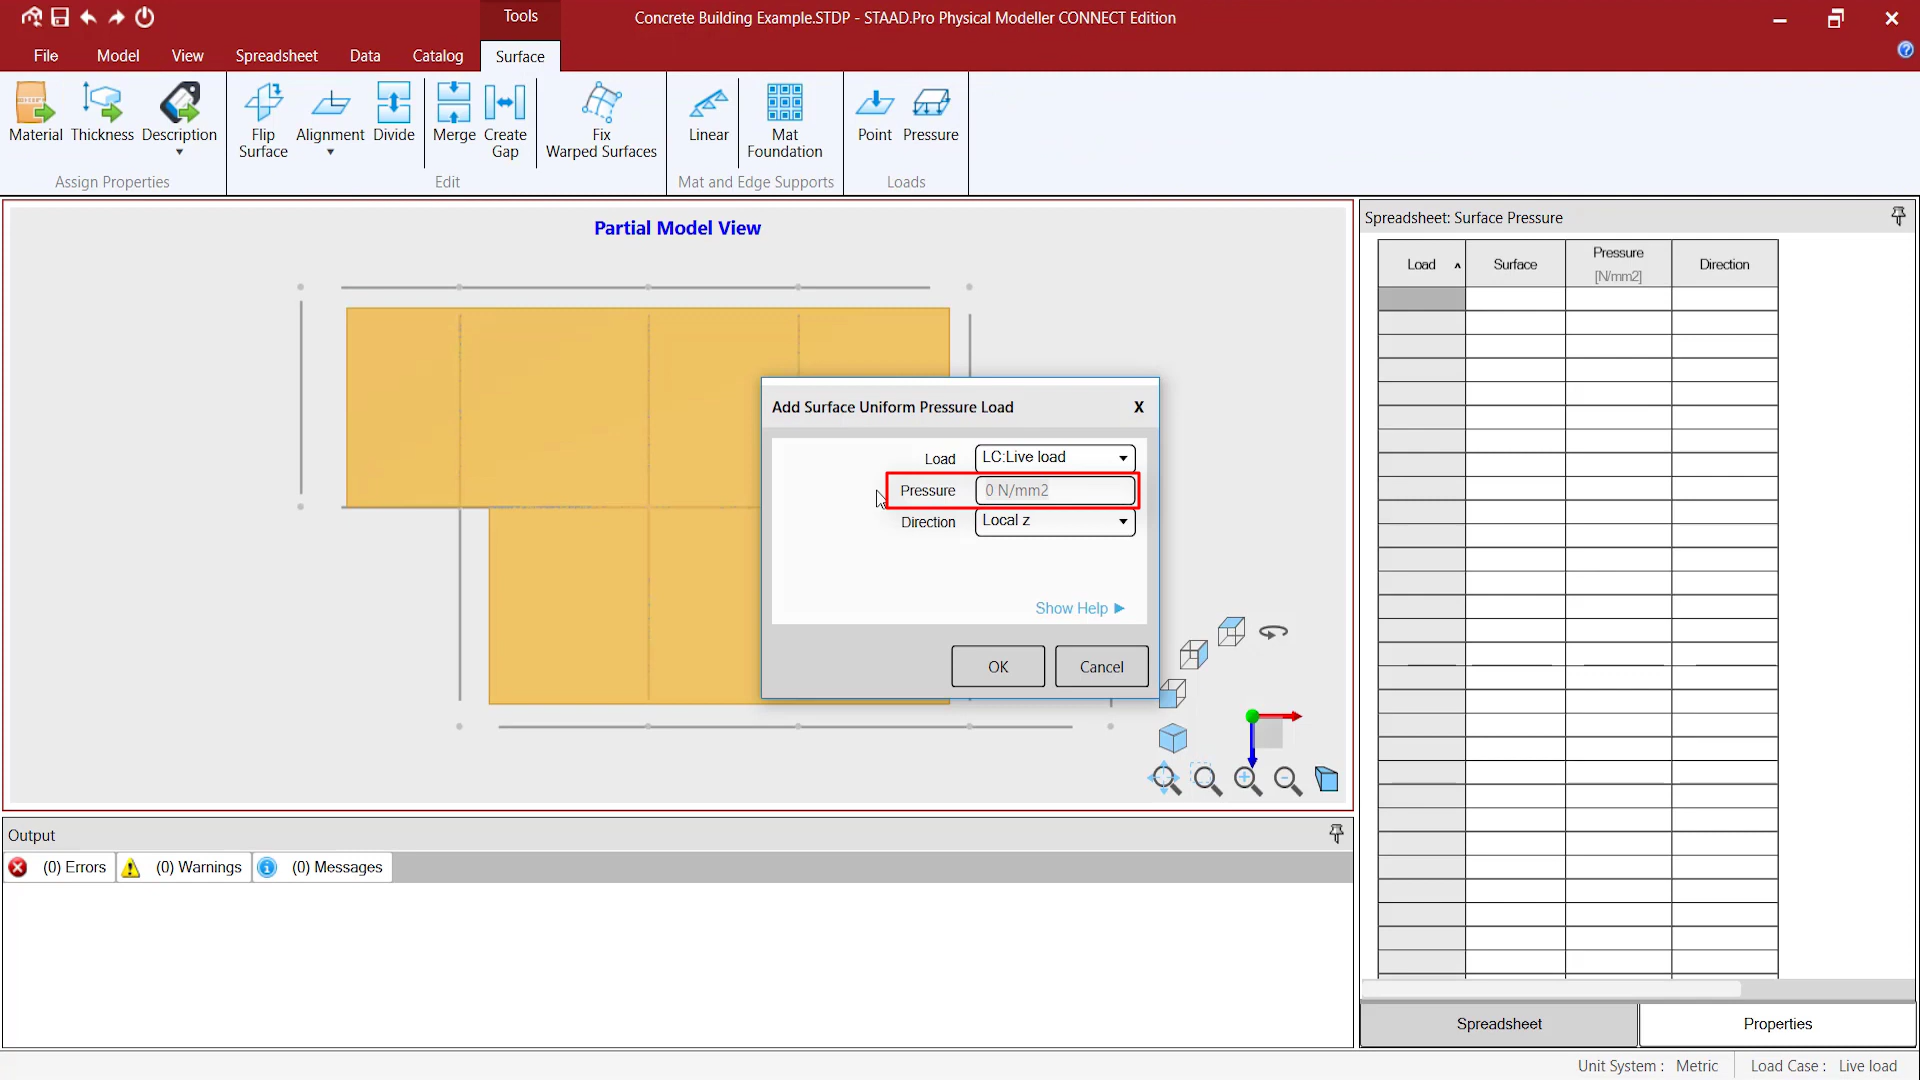 Tools
Concrete Building Example.STDP - STAAD.Pro Physical Modeller CONNECT Edition
File
Model
View
Spreadsheet
Data
Catalog
Surface
Material
Thickness
Description
Flip
Surface
Alignment
Divide
Merge
Create
Gap
Fix
Warped Surfaces
Linear
Mat
Foundation
Point
Pressure
Assign Properties
Edit
Mat and Edge Supports
Loads
Partial Model View
Add Surface Uniform Pressure Load
X
Load
LC:Live load
Pressure
0 N/mm2
Direction
Local z
Show Help
OK
Cancel
Spreadsheet: Surface Pressure
Load
Surface
Pressure
[N/mm2]
Direction
Output
(0) Errors
(0) Warnings
(0) Messages
Spreadsheet
Properties
Unit System : Metric
Load Case : Live load